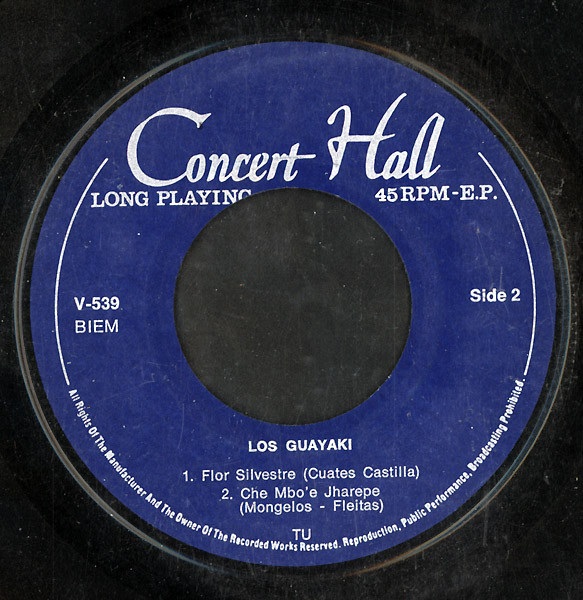 Concert Hall
LONG PLAYING 45 RPM - E.P.
V-539
BIEM
Side 2
LOS GUAYAKI
1. Flor Silvestre (Cuates Castilla)
2. Che Mbo'e Jharepe
(Mongelos - Fleitas)
TU
All Rights Of The Manufacturer And The Owner Of The Recorded Works Reserved. Reproduction, Public Performance, Broadcasting Prohibited.